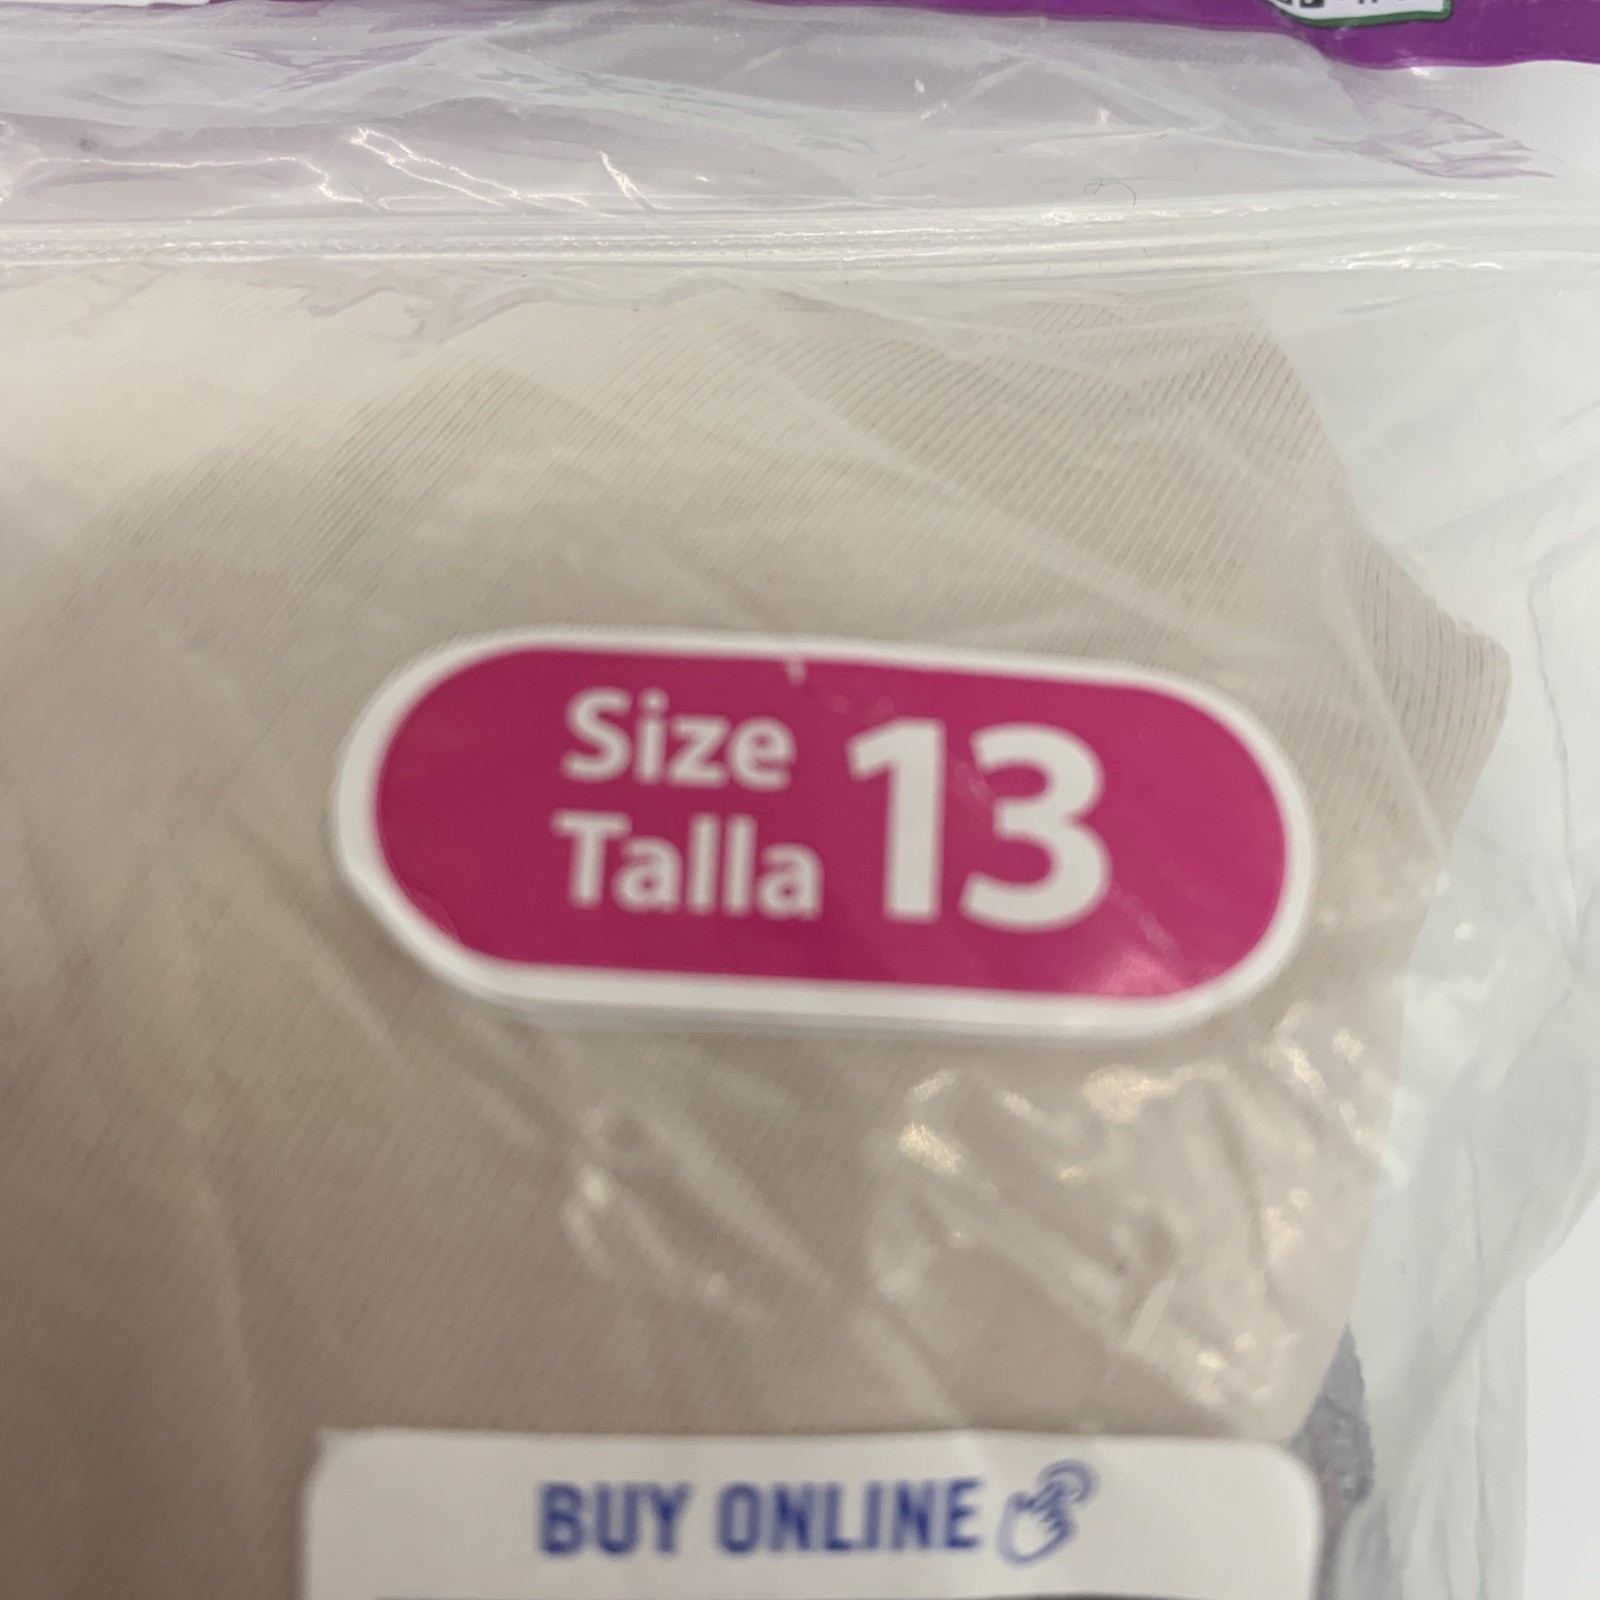 Size
Talla
13
BUY ONLINE